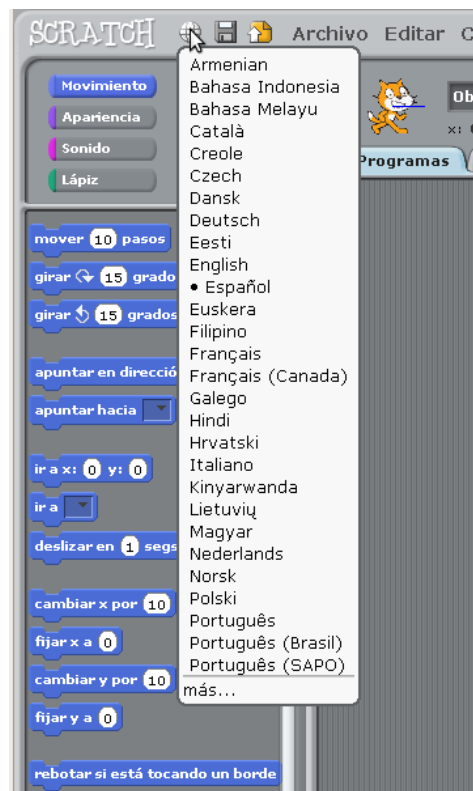 SCRATCH Archivo Editar C
Movimiento
Apariencia
Sonido
Lápiz
Armenian
Bahasa Indonesia
Bahasa Melayu
Català
Creole
Czech
Dansk
Deutsch
Eesti
English
• Español
Euskera
Filipino
Français
Français (Canada)
Galego
Hindi
Hrvatski
Italiano
Kinyarwanda
Lietuvių
Magyar
Nederlands
Norsk
Polski
Português
Português (Brasil)
Português (SAPO)
más...
Ob
x:
Programas
mover 10 pasos
girar 15 grado
girar 15 grados
apuntar en direcció
apuntar hacia
ir a x: 0 y: 0
ir a
deslizar en 1 segs
cambiar x por 10
fijar x a 0
cambiar y por 10
fijar y a 0
rebotar si está tocando un borde